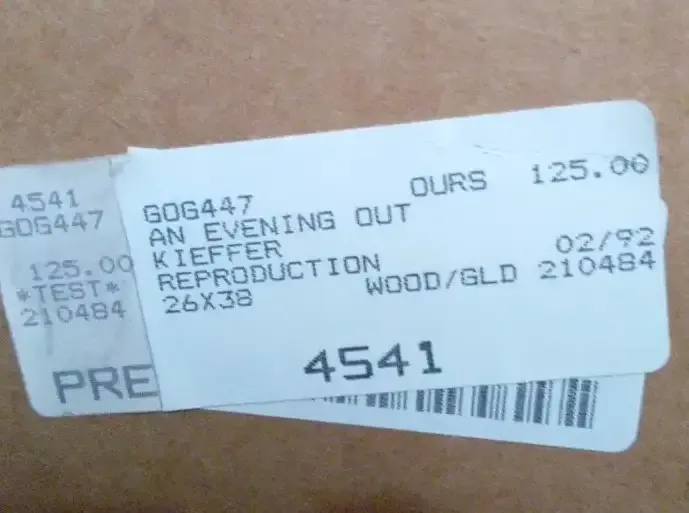 4541
GOG447
125.00
*TEST*
210484
PRE
GOG447 OURS 125.00
AN EVENING OUT
KIEFFER 02/92
REPRODUCTION WOOD/GLD 210484
26X38
4541